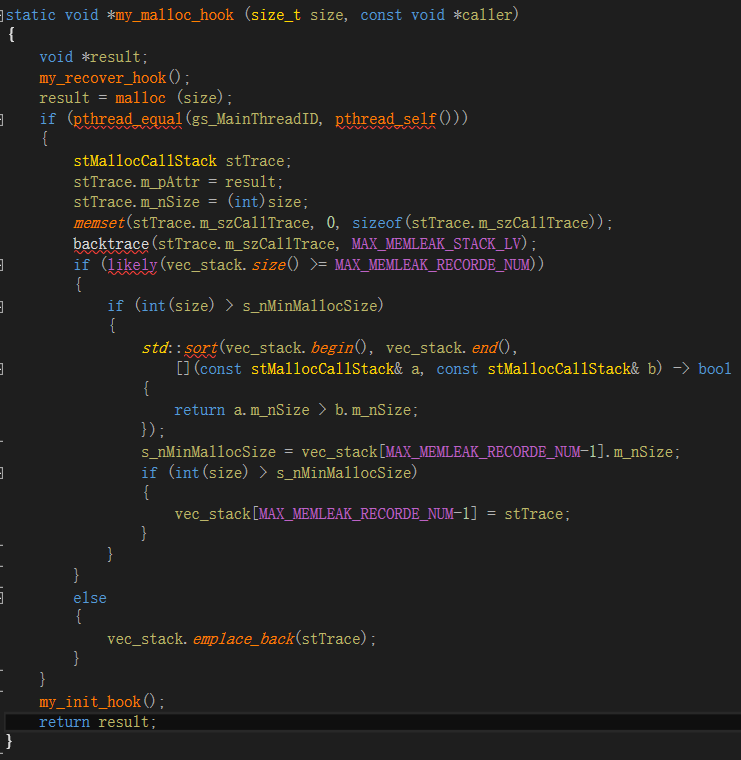 static void *my_malloc_hook (size_t size, const void *caller)
{
    void *result;
    my_recover_hook();
    result = malloc (size);
    if (pthread_equal(gs_MainThreadID, pthread_self()))
    {
        stMallocCallStack stTrace;
        stTrace.m_pAttr = result;
        stTrace.m_nSize = (int)size;
        memset(stTrace.m_szCallTrace, 0, sizeof(stTrace.m_szCallTrace));
        backtrace(stTrace.m_szCallTrace, MAX_MEMLEAK_STACK_LV);
        if (likely(vec_stack.size() >= MAX_MEMLEAK_RECORDE_NUM))
        {
            if (int(size) > s_nMinMallocSize)
            {
                std::sort(vec_stack.begin(), vec_stack.end(),
                    [](const stMallocCallStack& a, const stMallocCallStack& b) -> bool
                {
                    return a.m_nSize > b.m_nSize;
                });
                s_nMinMallocSize = vec_stack[MAX_MEMLEAK_RECORDE_NUM-1].m_nSize;
                if (int(size) > s_nMinMallocSize)
                {
                    vec_stack[MAX_MEMLEAK_RECORDE_NUM-1] = stTrace;
                }
            }
        }
        else
        {
            vec_stack.emplace_back(stTrace);
        }
    }
    my_init_hook();
    return result;
}